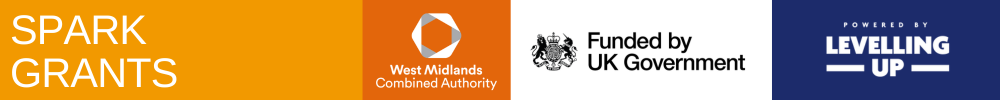 SPARK
GRANTS
West Midlands
Combined Authority
Funded by
UK Government
POWERED BY
LEVELLING
UP